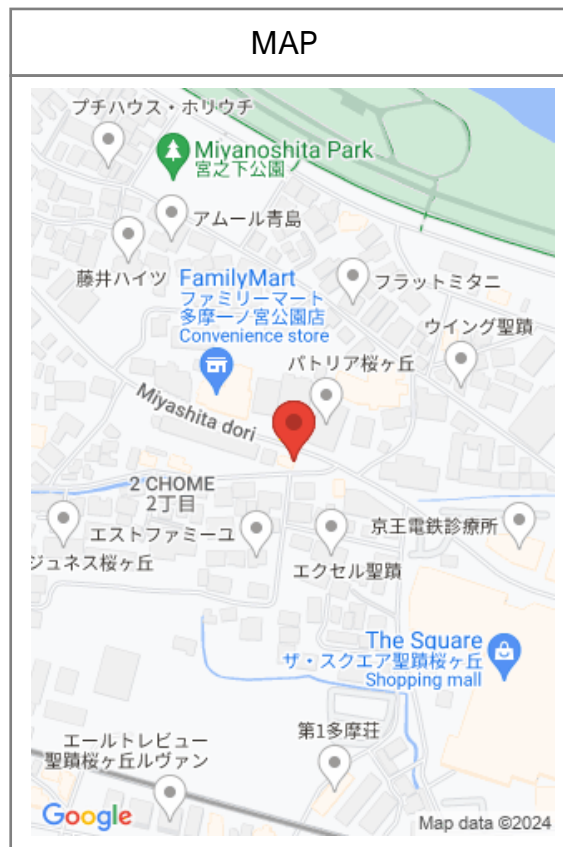 MAP
プチハウス・ホリウチ
Miyanoshita Park
宮之下公園
アムール青島
藤井ハイツ
FamilyMart
ファミリーマート
多摩一ノ宮公園店
Convenience store
フラットミタニ
ウイング聖蹟
パトリア桜ヶ丘
Miyashita dori
2 CHOME
2丁目
エストファミーユ
京王電鉄診療所
ジュネス桜ヶ丘
エクセル聖蹟
The Square
ザ・スクエア聖蹟桜ヶ丘
Shopping mall
第1多摩荘
エールトレビュー
聖蹟桜ヶ丘ルヴァン
Google
Map data ©2024